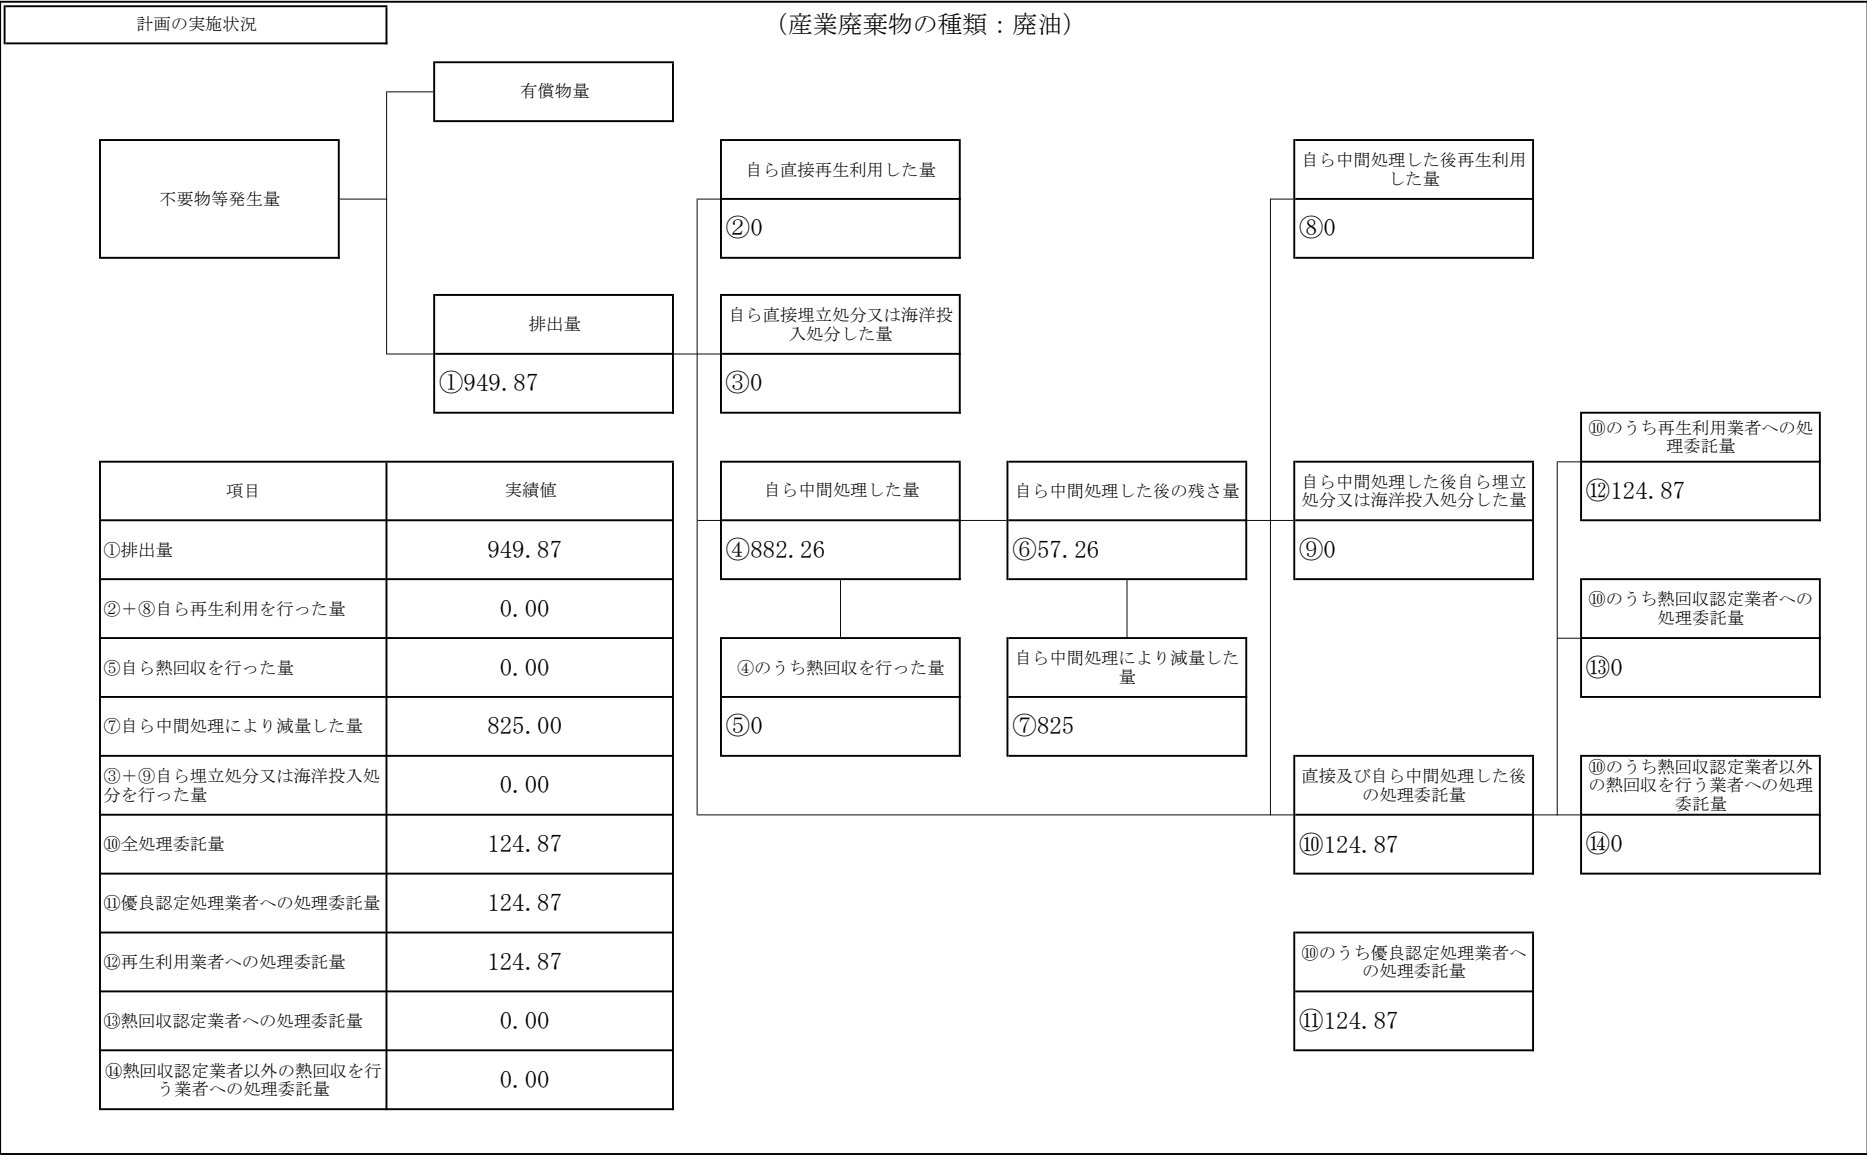 計画の実施状況
（産業廃棄物の種類：廃油）
有償物量
不要物等発生量
排出量
①949.87
自ら直接再生利用した量
②0
自ら直接埋立処分又は海洋投
入処分した量
③0
自ら中間処理した後再生利用
した量
⑧0
自ら中間処理した量
④882.26
④のうち熱回収を行った量
⑤0
自ら中間処理した後の残さ量
⑥57.26
自ら中間処理により減量した
量
⑦825
自ら中間処理した後自ら埋立
処分又は海洋投入処分した量
⑨0
直接及び自ら中間処理した後
の処理委託量
⑩124.87
⑩のうち優良認定処理業者へ
の処理委託量
⑪124.87
⑩のうち再生利用業者への処
理委託量
⑫124.87
⑩のうち熱回収認定業者への
処理委託量
⑬0
⑩のうち熱回収認定業者以外
の熱回収を行う業者への処理
委託量
⑭0
項目 実績値
①排出量 949.87
②＋⑧自ら再生利用を行った量 0.00
⑤自ら熱回収を行った量 0.00
⑦自ら中間処理により減量した量 825.00
③＋⑨自ら埋立処分又は海洋投入処
分を行った量 0.00
⑩全処理委託量 124.87
⑪優良認定処理業者への処理委託量 124.87
⑫再生利用業者への処理委託量 124.87
⑬熱回収認定業者への処理委託量 0.00
⑭熱回収認定業者以外の熱回収を行
う業者への処理委託量 0.00